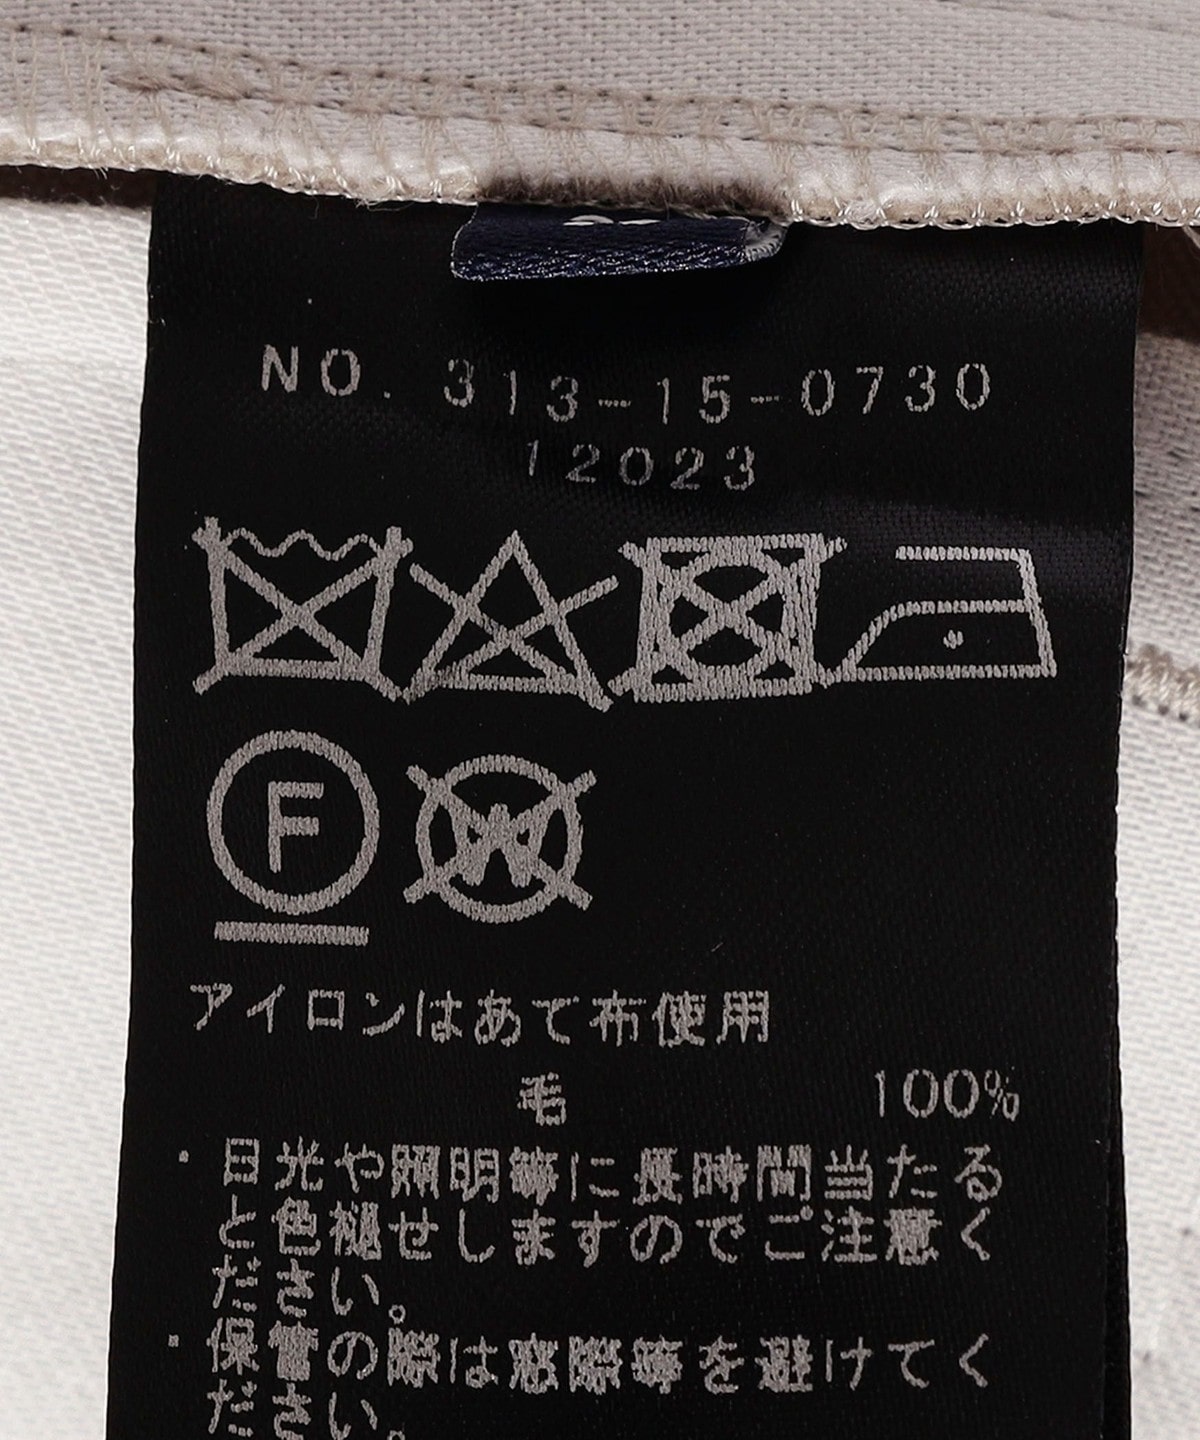 NO. 313-15-0730
12023
F W
アイロンはあて布使用
毛 100%
・日光や照明等に長時間当たる
と色褪せしますのでご注意く
ださい。
・保管の際は窓際等を避けてく
ださい。